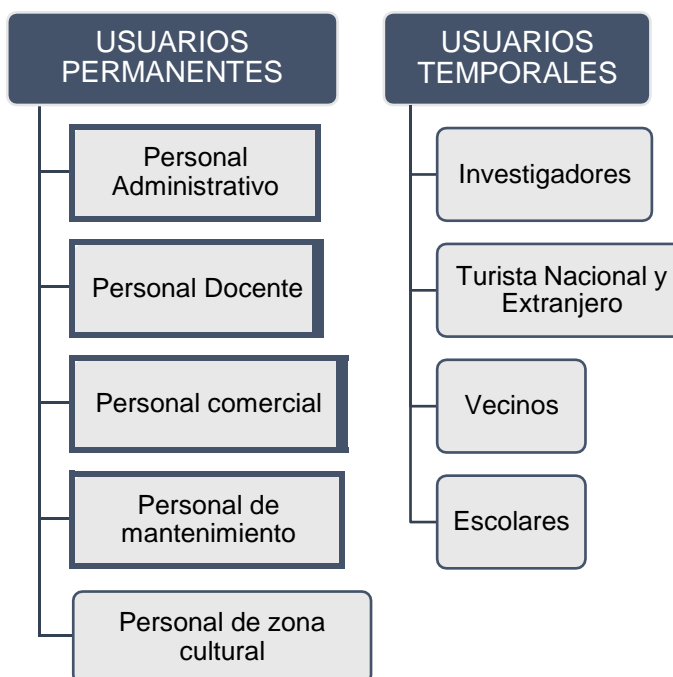 USUARIOS
PERMANENTES
Personal
Administrativo
Personal Docente
Personal comercial
Personal de
mantenimiento
Personal de zona
cultural
USUARIOS
TEMPORALES
Investigadores
Turista Nacional y
Extranjero
Vecinos
Escolares